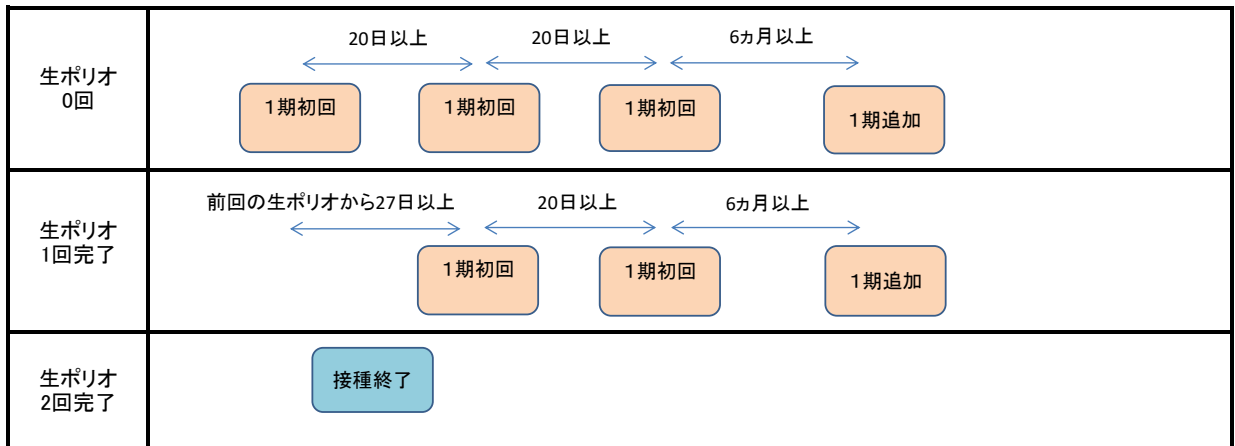 生ポリオ
0回
20日以上
20日以上
6ヵ月以上
1期初回
1期初回
1期初回
1期追加
生ポリオ
1回完了
前回の生ポリオから27日以上
20日以上
6ヵ月以上
1期初回
1期初回
1期追加
生ポリオ
2回完了
接種終了